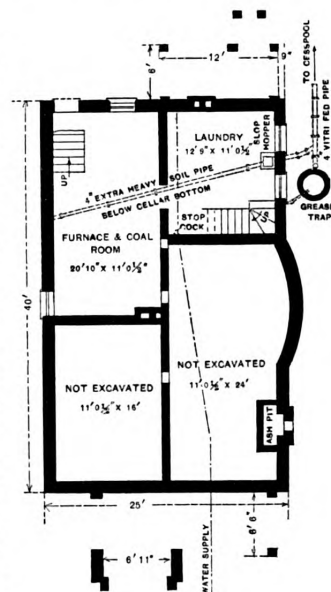 12'
9"
6'
TO CESSPOOL
4" VITRIFIED PIPE
LAUNDRY
12'9" X 11'0½"
SLOP HOPPER
UP
4" EXTRA HEAVY SOIL PIPE
BELOW CELLAR BOTTOM
STOP COCK
UP
GREASE TRAP
FURNACE & COAL
ROOM
20'10" X 11'0½"
40'
NOT EXCAVATED
11'0½" X 24'
NOT EXCAVATED
11'0½" X 16'
ASH PIT
25'
6'6"
6'11"
WATER SUPPLY